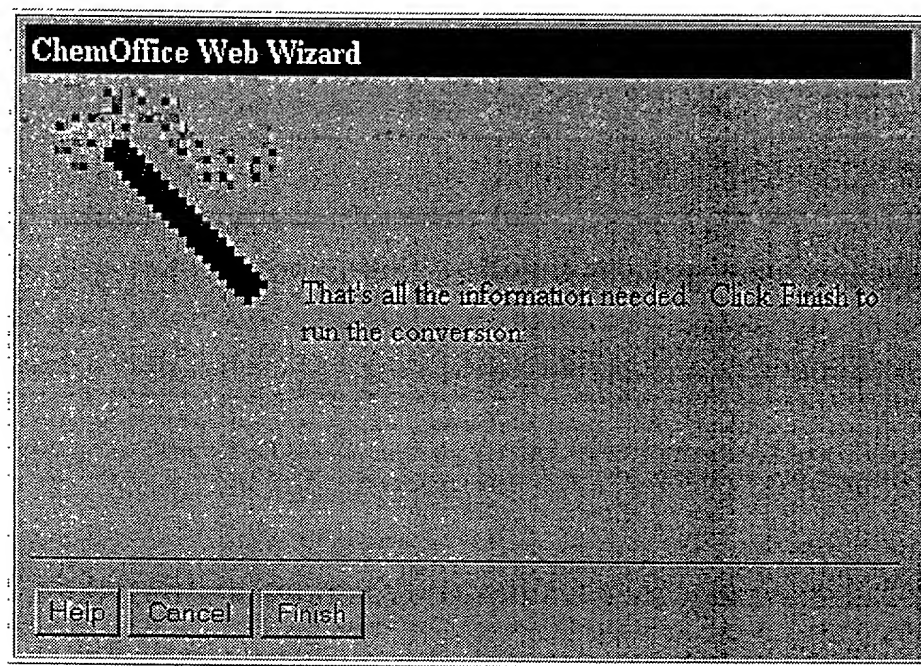 ChemOffice Web Wizard
That's all the information needed. Click Finish to
run the conversion.
Help Cancel Finish